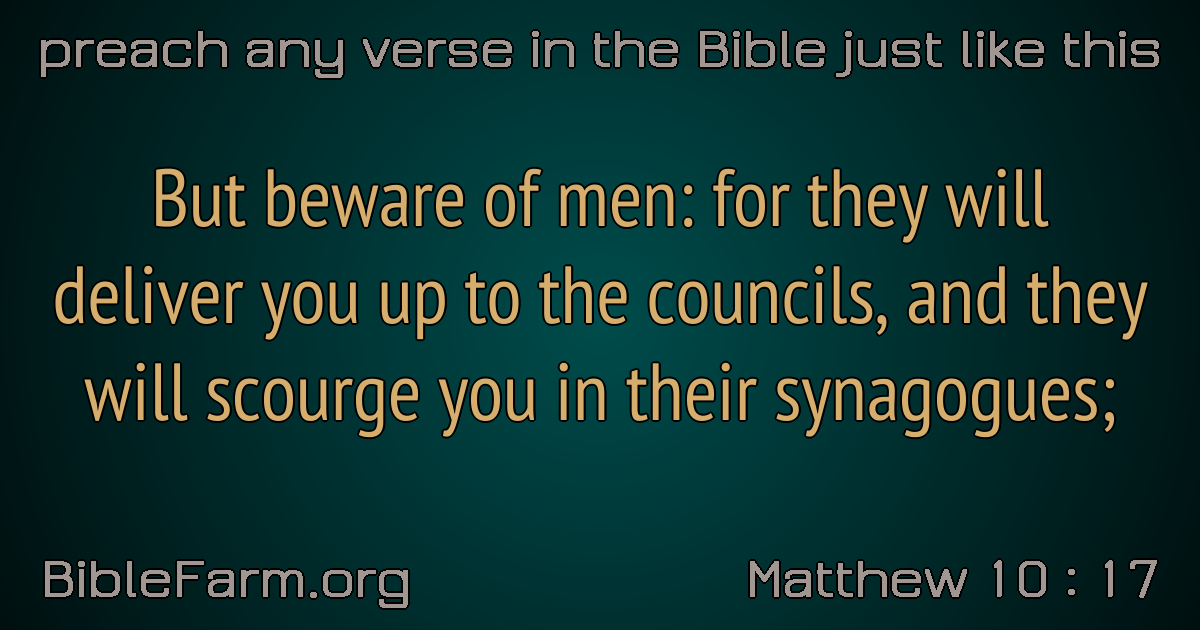 preach any verse in the Bible just like this
But beware of men: for they will
deliver you up to the councils, and they
will scourge you in their synagogues;
BibleFarm.org
Matthew 10 : 17